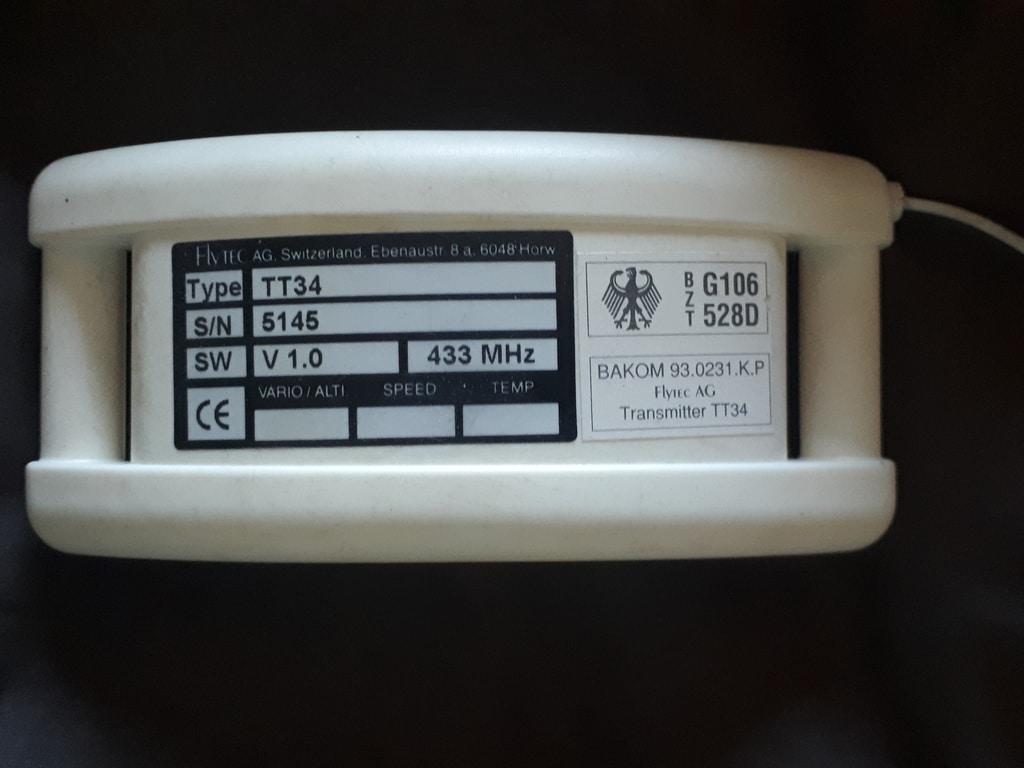 FLYTEC AG. Switzerland. Ebenaustr. 8 a. 6048 Horw
Type TT34
S/N 5145
SW V 1.0 433 MHz
VARIO / ALTI SPEED TEMP
CE
BZT
G106
528D
BAKOM 93.0231.K.P
FLYTEC AG
Transmitter TT34